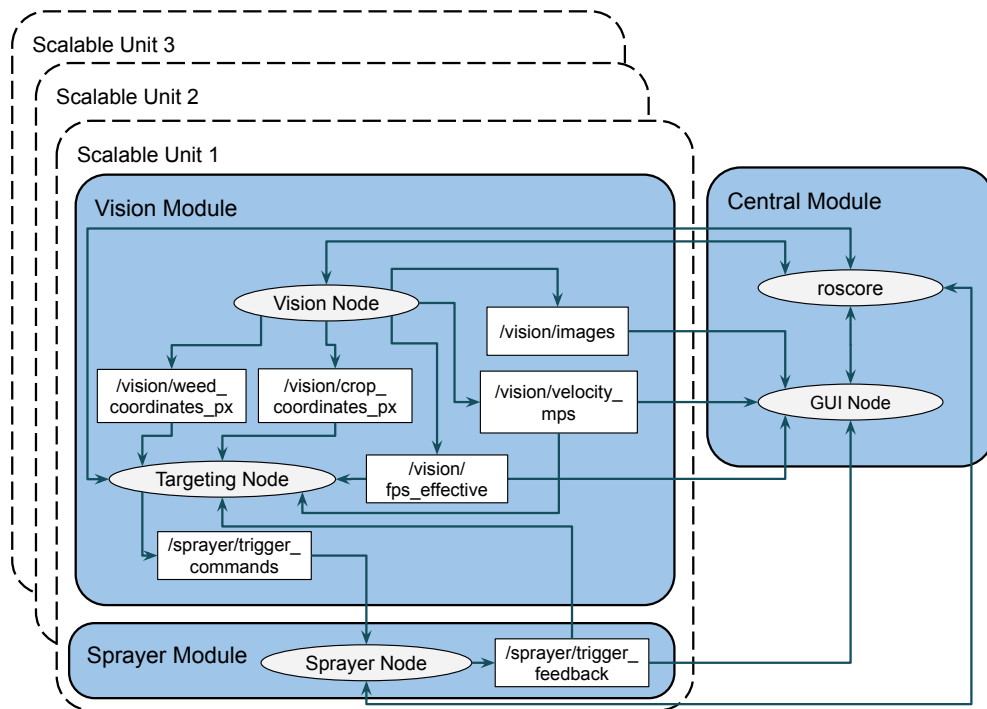 Scalable Unit 3
Scalable Unit 2
Scalable Unit 1
Vision Module
Central Module
Vision Node
roscore
/vision/images
/vision/weed_
coordinates_px
/vision/crop_
coordinates_px
/vision/velocity_
mps
GUI Node
Targeting Node
/vision/
fps_effective
/sprayer/trigger_
commands
Sprayer Module
Sprayer Node
/sprayer/trigger_
feedback